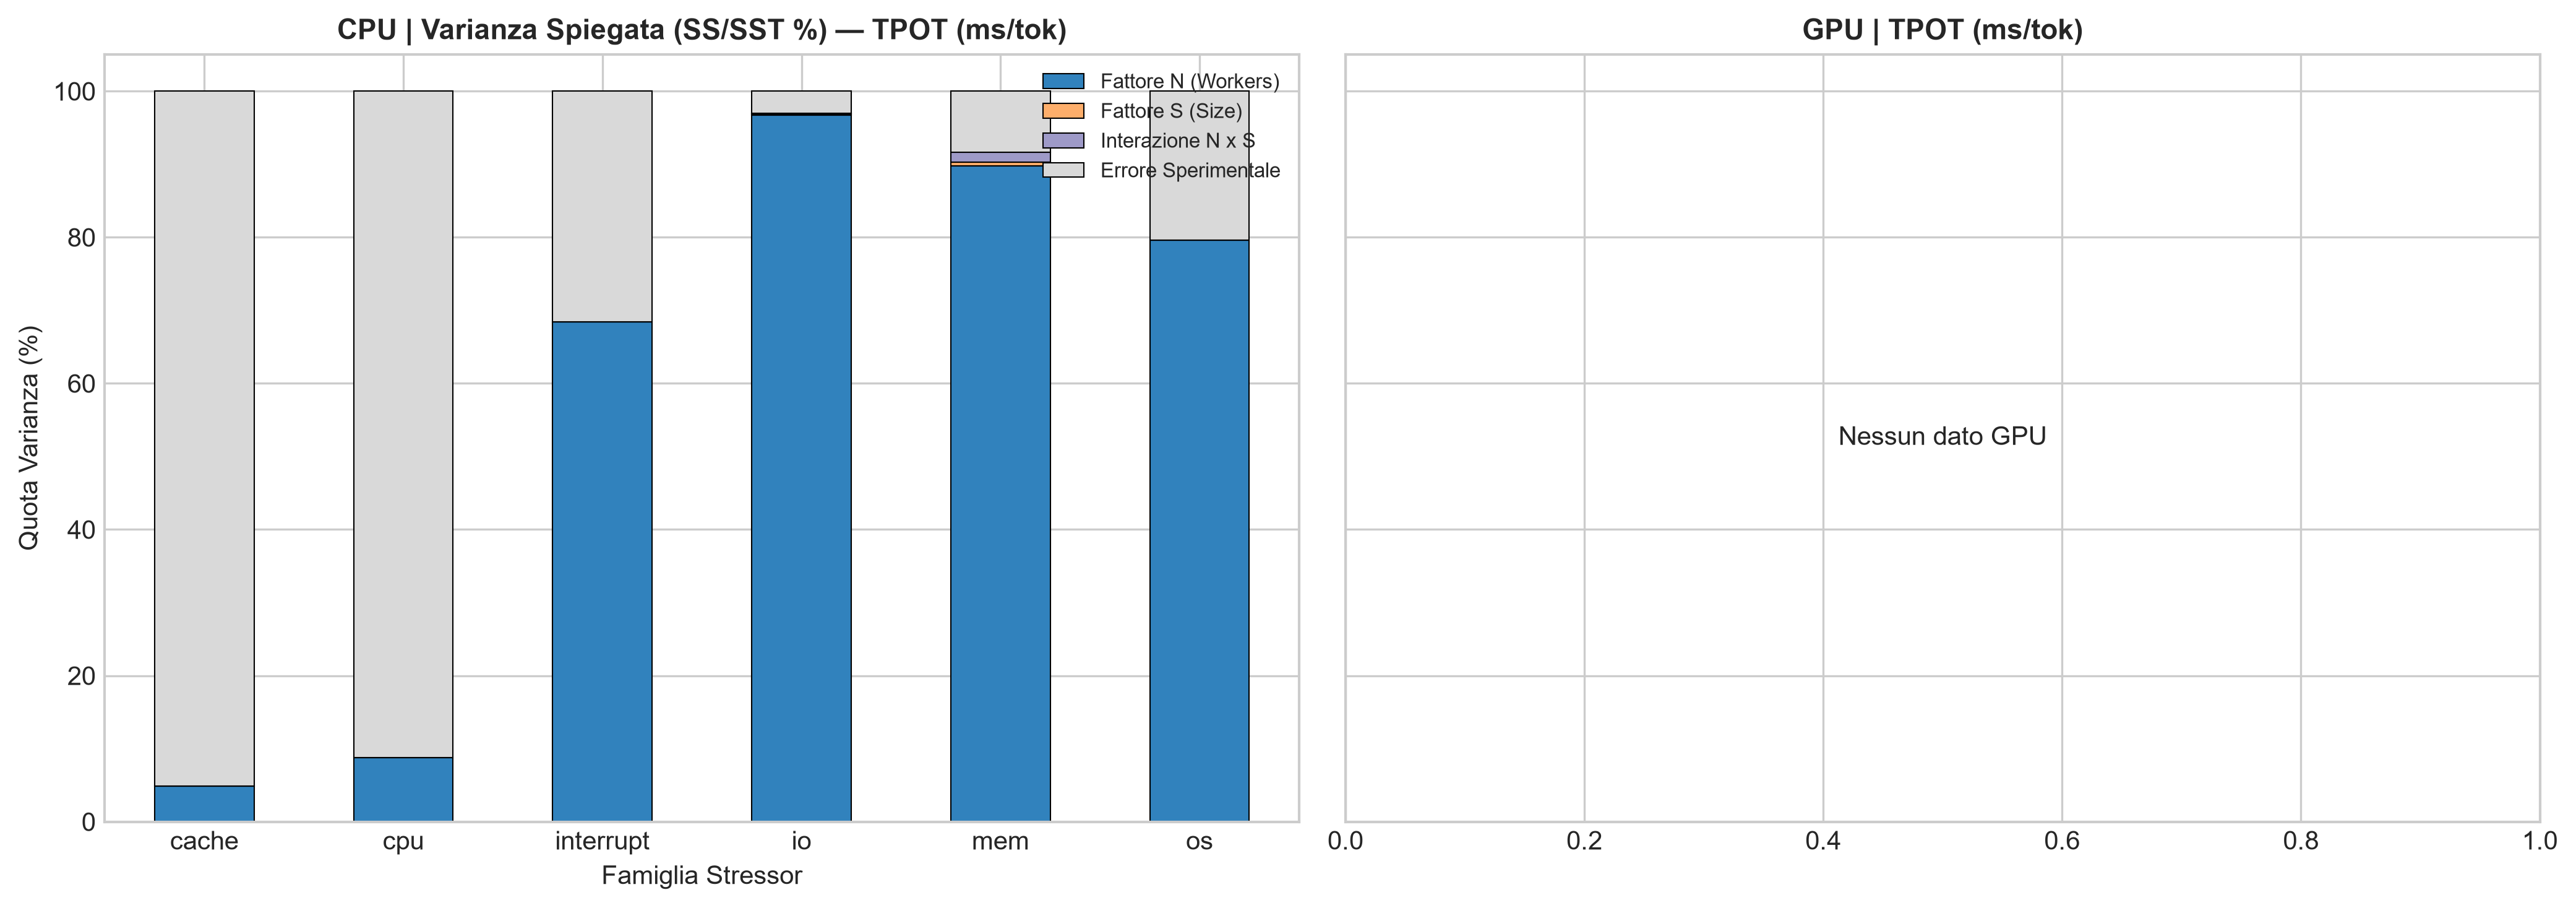 CPU | Varianza Spiegata (SS/SST %) — TPOT (ms/tok)
Fattore N (Workers)
Fattore S (Size)
Interazione N x S
Errore Sperimentale
Quota Varianza (%)
100
80
60
40
20
0
cache cpu interrupt io mem os
Famiglia Stressor
GPU | TPOT (ms/tok)
Nessun dato GPU
0.0 0.2 0.4 0.6 0.8 1.0